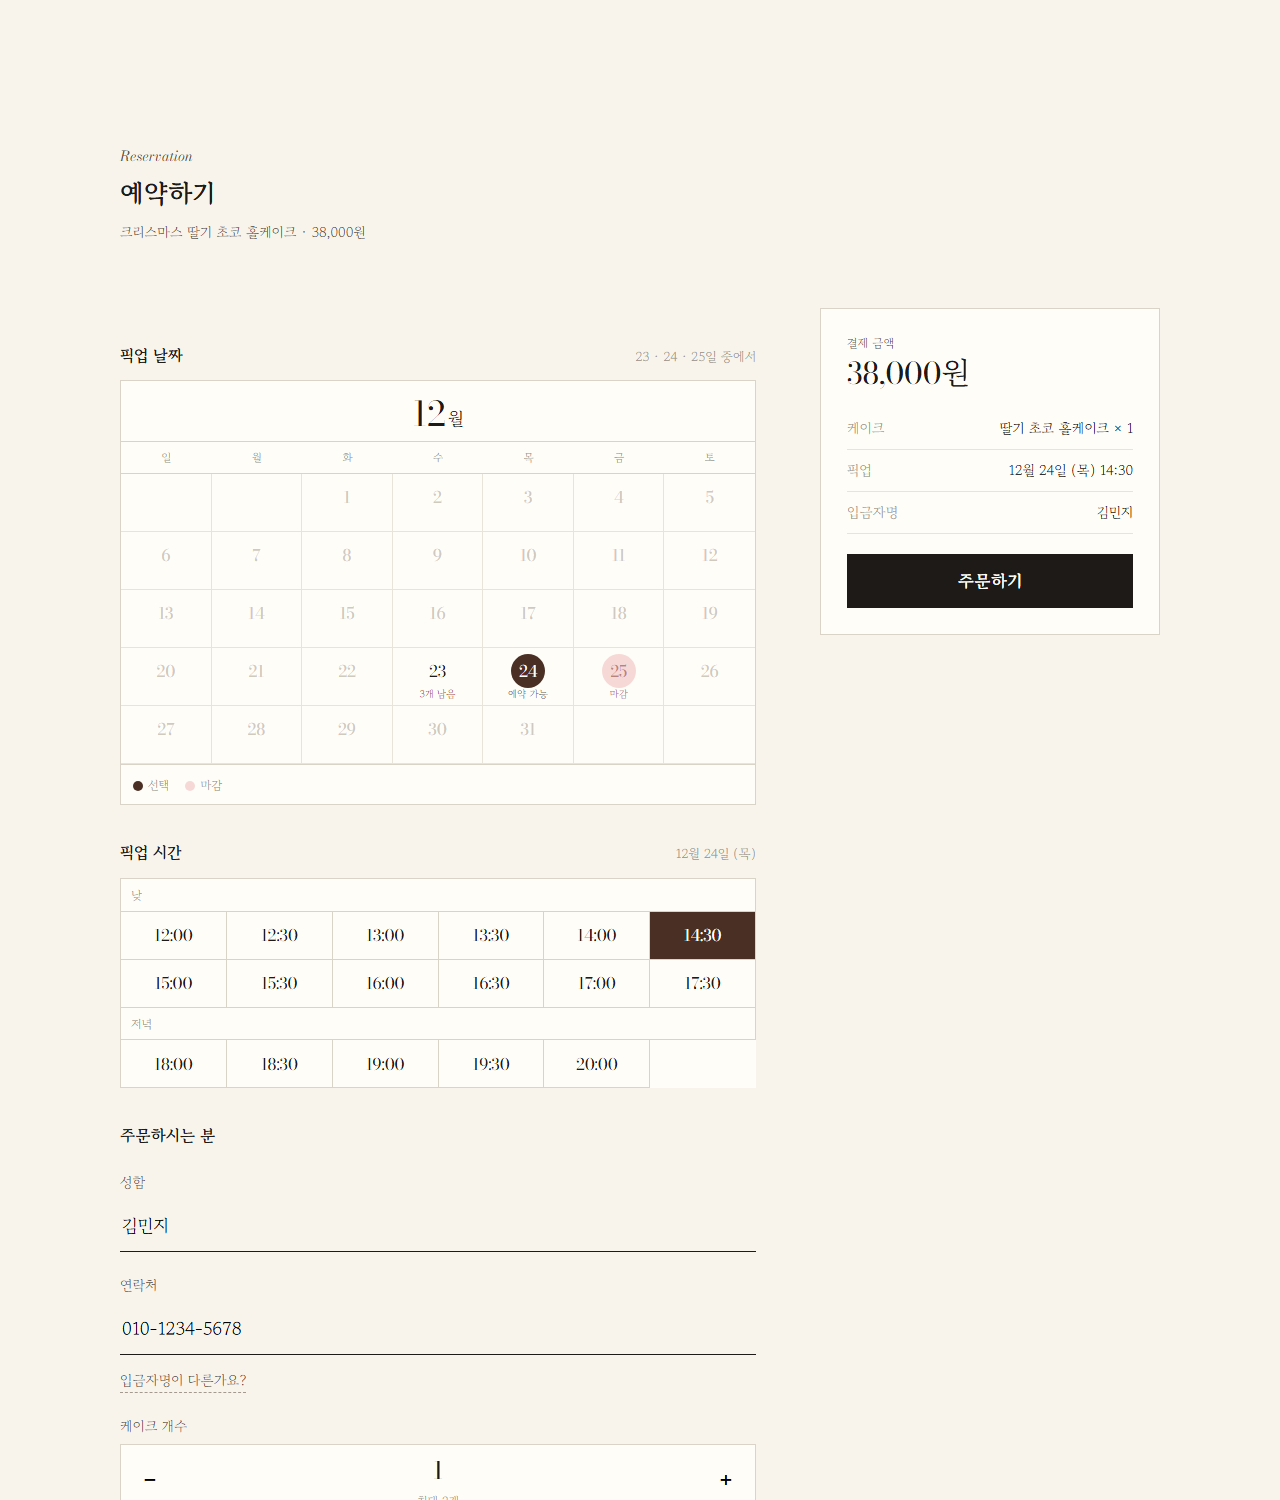 Reservation
예약하기
크리스마스 딸기 초코 홀케이크 · 38,000원
픽업 날짜
23 · 24 · 25일 중에서
12월
일 월 화 수 목 금 토
1 2 3 4 5
6 7 8 9 10 11 12
13 14 15 16 17 18 19
20 21 22 23 24 25 26
3개 남음 예약 가능 마감
27 28 29 30 31
선택 마감
픽업 시간
12월 24일 (목)
낮
12:00 12:30 13:00 13:30 14:00 14:30
15:00 15:30 16:00 16:30 17:00 17:30
저녁
18:00 18:30 19:00 19:30 20:00
주문하시는 분
성함
김민지
연락처
010-1234-5678
입금자명이 다른가요?
케이크 개수
− 1 +
결제 금액
38,000원
케이크 딸기 초코 홀케이크 × 1
픽업 12월 24일 (목) 14:30
입금자명 김민지
주문하기